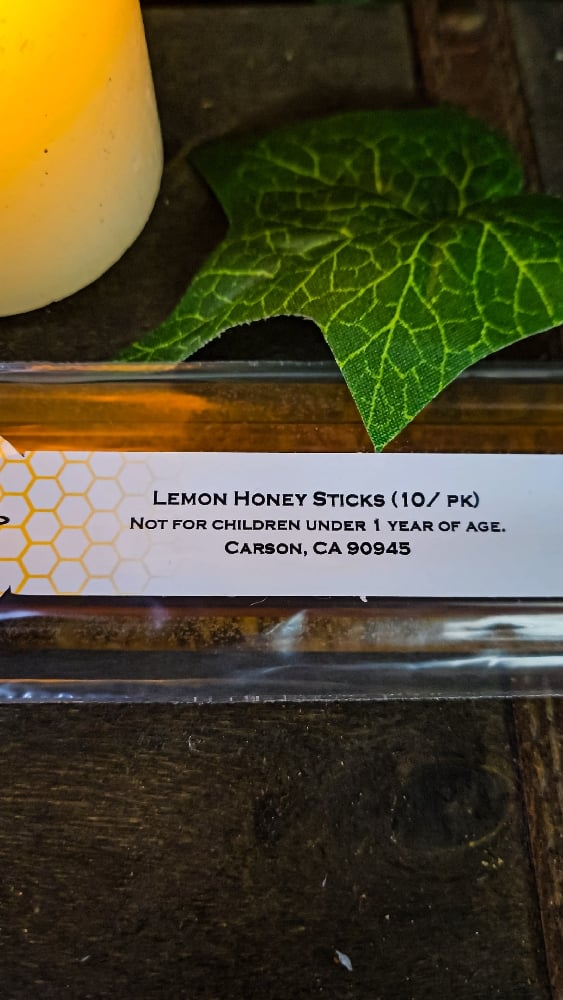 Lemon Honey Sticks (10/ pk)
Not for children under 1 year of age.
Carson, CA 90945